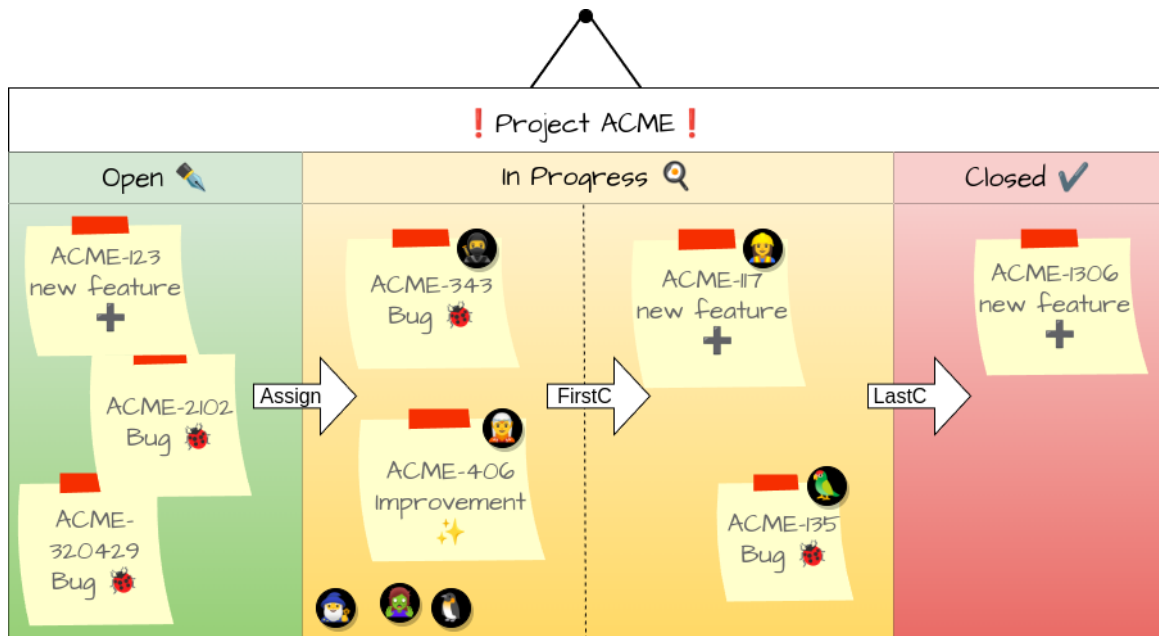 ❗Project ACME❗
Open ✒️
In Progress 🍳
Closed ✔️
ACME-123
new feature
➕
ACME-2102
Bug 🐞
ACME-
320429
Bug 🐞
Assign
ACME-343
Bug 🐞
ACME-406
Improvement
✨
FirstC
ACME-117
new feature
➕
ACME-135
Bug 🐞
LastC
ACME-1306
new feature
➕